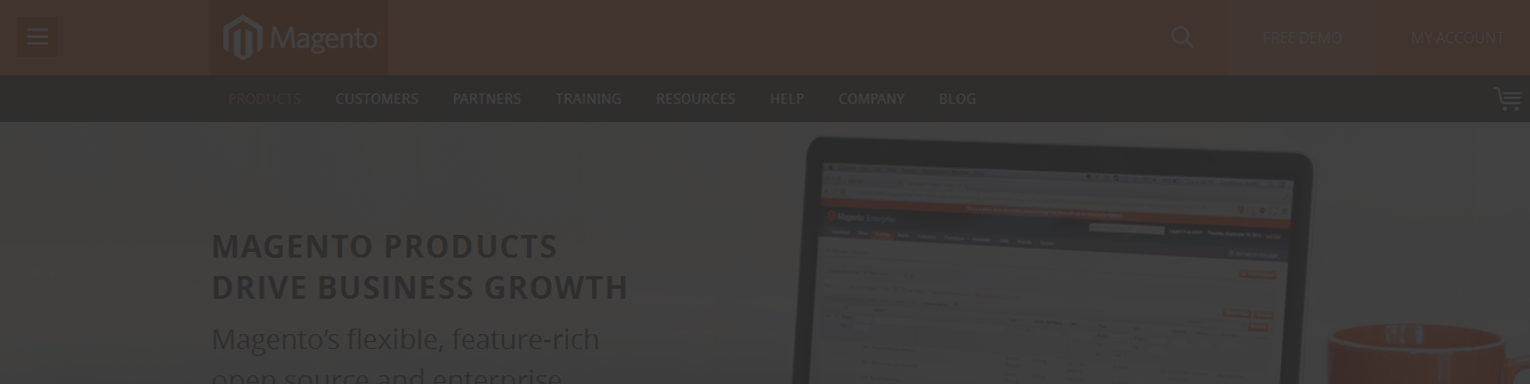 Magento
FREE DEMO
MY ACCOUNT
PRODUCTS CUSTOMERS PARTNERS TRAINING RESOURCES HELP COMPANY BLOG
MAGENTO PRODUCTS
DRIVE BUSINESS GROWTH
Magento's flexible, feature-rich
open source and enterprise
Magento